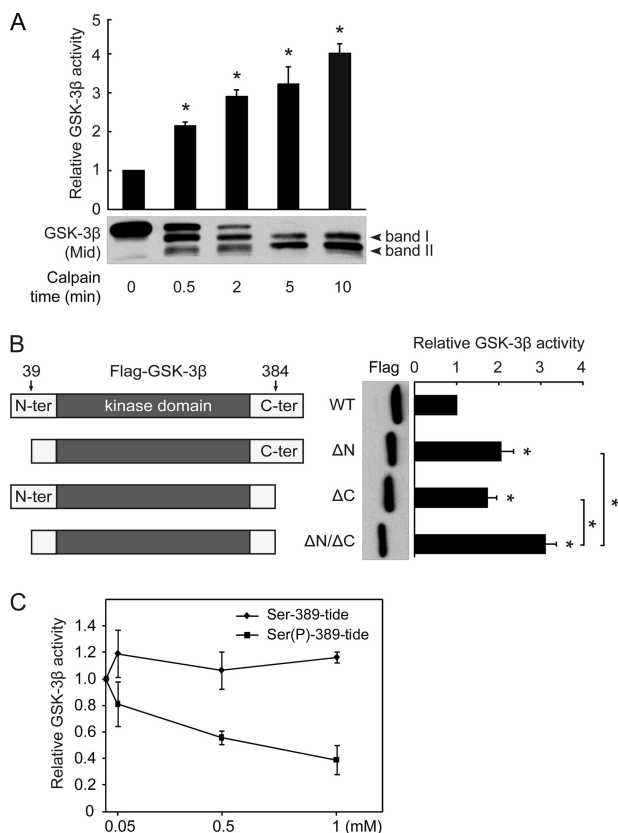 A
Relative GSK-3β activity
5
4
3
2
1
0
* * * *
GSK-3β
(Mid)
band I
band II
Calpain
time (min)
0 0.5 2 5 10
B
Relative GSK-3β activity
39 Flag-GSK-3β 384
Flag
0 1 2 3 4
N-ter kinase domain C-ter
WT
C-ter
ΔN
*
N-ter
ΔC
*
ΔN/ΔC
*
*
*
C
Relative GSK-3β activity
Ser-389-tide
Ser(P)-389-tide
1.4
1.2
1.0
0.8
0.6
0.4
0.2
0
0.05 0.5 1 (mM)